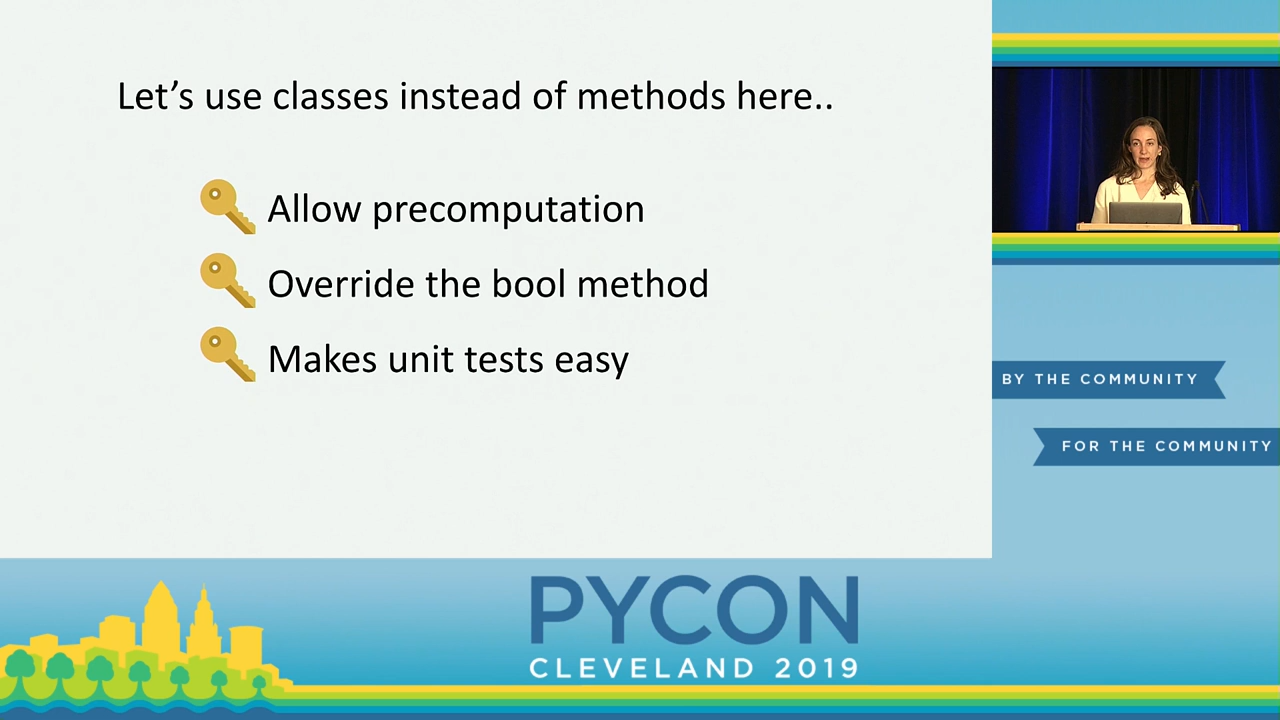 Let’s use classes instead of methods here..
Allow precomputation
Override the bool method
Makes unit tests easy
BY THE COMMUNITY
FOR THE COMMUNITY
PYCON
CLEVELAND 2019